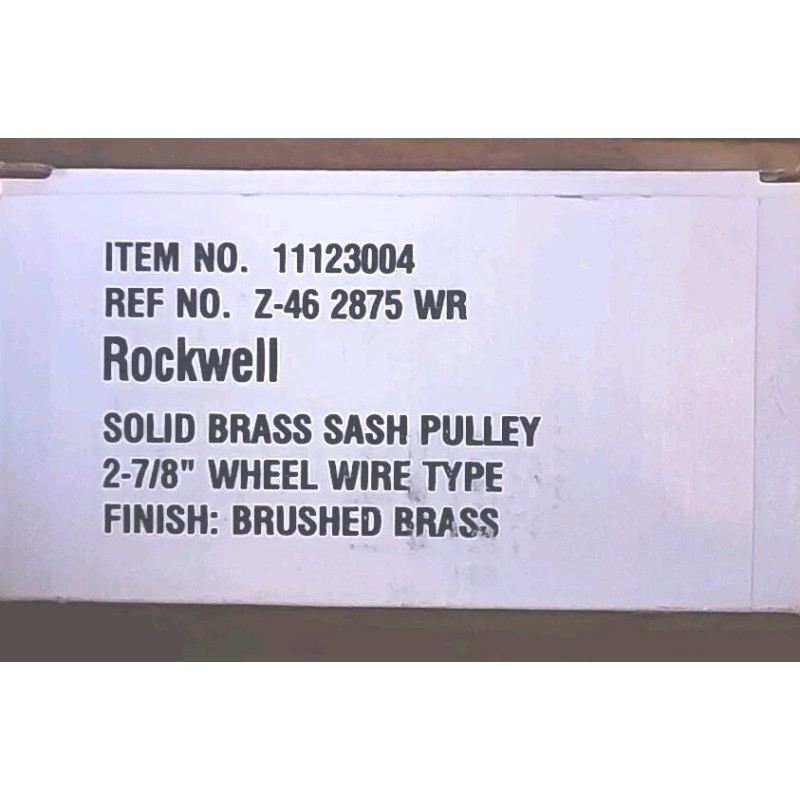 ITEM NO. 11123004
REF NO. Z-46 2875 WR
Rockwell
SOLID BRASS SASH PULLEY
2-7/8" WHEEL WIRE TYPE
FINISH: BRUSHED BRASS